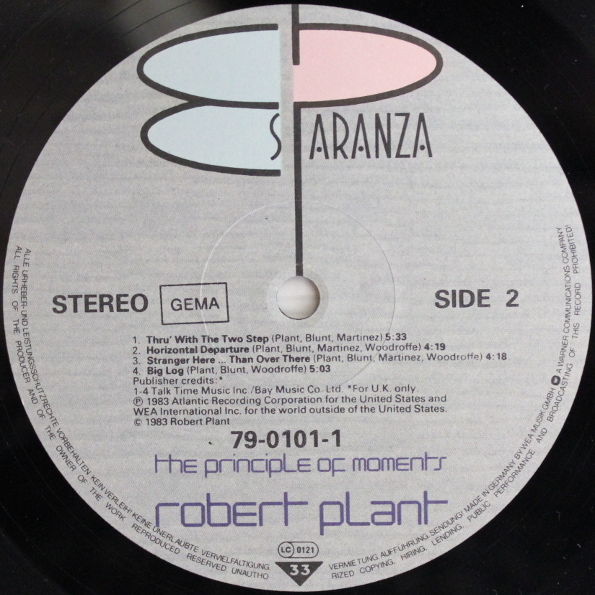 ES PARANZA
STEREO GEMA SIDE 2
1. Thru' With The Two Step (Plant, Blunt, Martinez) 5:33
2. Horizontal Departure (Plant, Blunt, Martinez, Woodroffe) 4:19
3. Stranger Here ... Than Over There (Plant, Blunt, Martinez, Woodroffe) 4:18
4. Big Log (Plant, Blunt, Woodroffe) 5:03
Publisher credits:*
1-4 Talk Time Music Inc./Bay Music Co. Ltd. *For U.K. only
Ⓟ 1983 Atlantic Recording Corporation for the United States and
WEA International Inc. for the world outside of the United States.
© 1983 Robert Plant
79-0101-1
the principle of moments
robert plant
LC 0121
33
ALLE URHEBER- UND LEISTUNGSSCHUTZRECHTE VORBEHALTEN. KEIN VERLEIH! KEINE UNERLAUBTE VERVIELFALTIGUNG, VERMIETUNG, AUFFÜHRUNG, SENDUNG! MADE IN GERMANY BY WEA MUSIK GMBH A WARNER COMMUNICATIONS COMPANY
ALL RIGHTS OF THE PRODUCER AND OF THE OWNER OF THE WORK REPRODUCED RESERVED. UNAUTHORIZED COPYING, HIRING, LENDING, PUBLIC PERFORMANCE AND BROADCASTING OF THIS RECORD PROHIBITED!